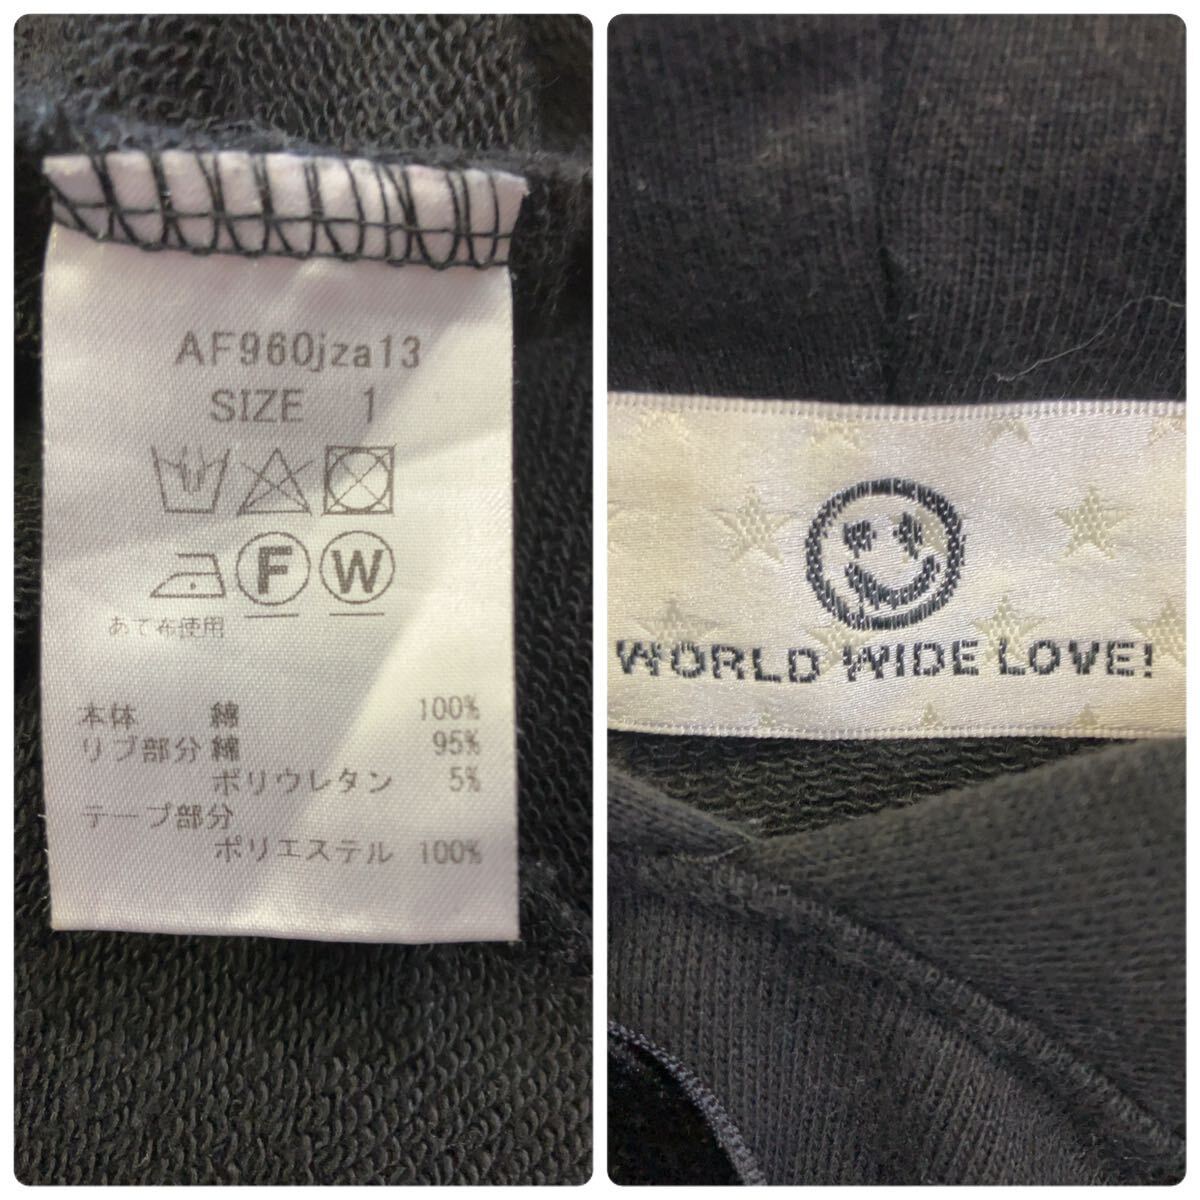 AF960jza13
SIZE 1
F W
あて布使用
本体 綿 100%
リブ部分 綿 95%
ポリウレタン 5%
テープ部分
ポリエステル 100%
WORLD WIDE LOVE!